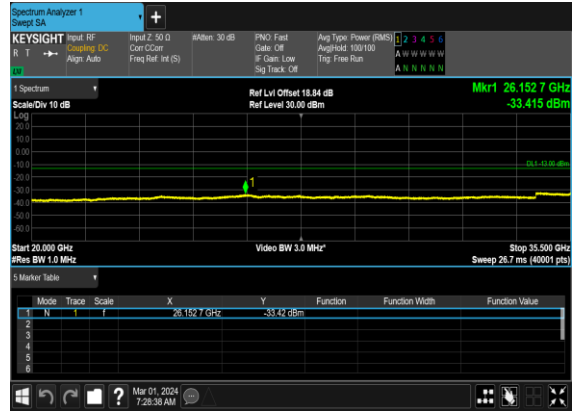 Spectrum Analyzer 1
Swept SA
+
KEYSIGHT Input: RF Input Z: 50 Ω #Atten: 30 dB PNO: Fast Avg Type: Power (RMS) 1 2 3 4 5 6
R T Coupling: DC Corr CCorr Gate: Off Avg|Hold: 100/100 A W W W W W
Align: Auto Freq Ref: Int (S) IF Gain: Low Trig: Free Run
Sig Track: Off A N N N N N
1 Spectrum Ref Lvl Offset 18.84 dB Mkr1 26.152 7 GHz
Scale/Div 10 dB Ref Level 30.00 dBm -33.415 dBm
Log
20.0
10.0
0.00
-10.0 DL1 -13.00 dBm
-20.0 1
-30.0
-40.0
-50.0
-60.0
Start 20.000 GHz Video BW 3.0 MHz* Stop 35.500 GHz
#Res BW 1.0 MHz Sweep 26.7 ms (40001 pts)
5 Marker Table
Mode Trace Scale X Y Function Function Width Function Value
1 N 1 f 26.152 7 GHz -33.42 dBm
2
3
4
5
6
? Mar 01, 2024
7:28:38 AM